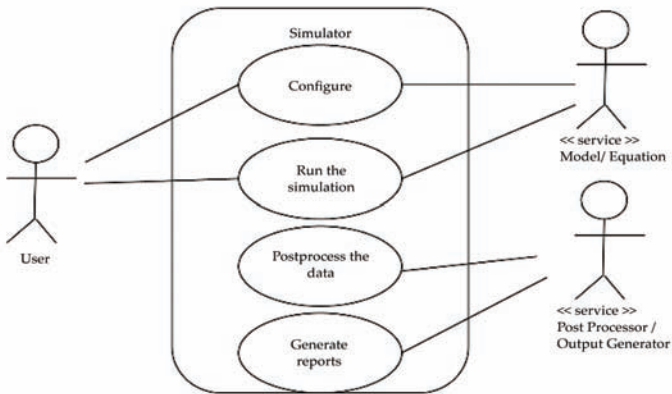 Simulator
Configure
Run the
simulation
Postprocess the
data
Generate
reports
User
<< service >>
Model/ Equation
<< service >>
Post Processor /
Output Generator